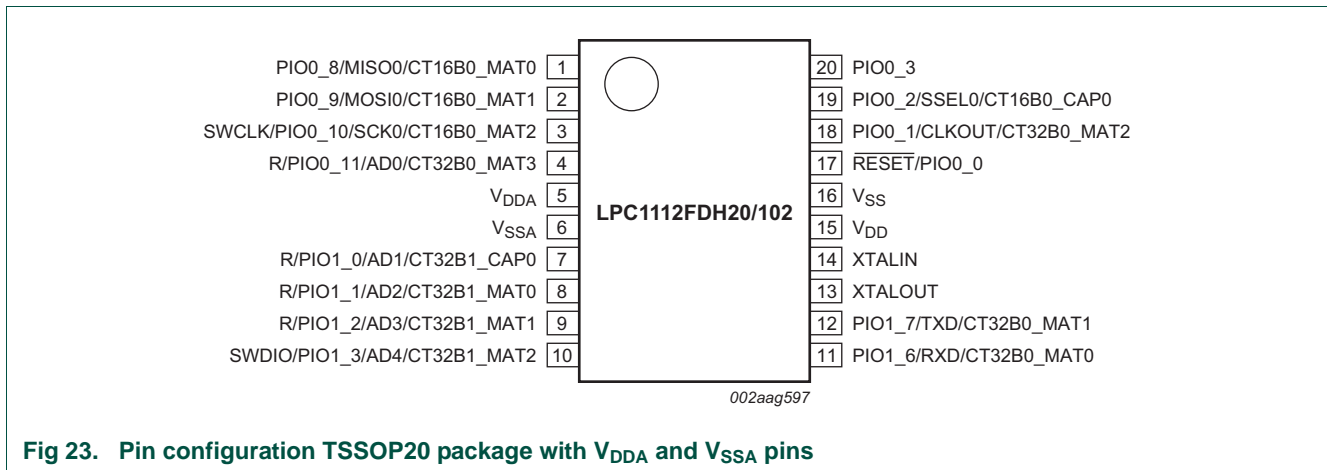 PIO0_8/MISO0/CT16B0_MAT0 1
PIO0_9/MOSI0/CT16B0_MAT1 2
SWCLK/PIO0_10/SCK0/CT16B0_MAT2 3
R/PIO0_11/AD0/CT32B0_MAT3 4
VDDA 5
VSSA 6
R/PIO1_0/AD1/CT32B1_CAP0 7
R/PIO1_1/AD2/CT32B1_MAT0 8
R/PIO1_2/AD3/CT32B1_MAT1 9
SWDIO/PIO1_3/AD4/CT32B1_MAT2 10
LPC1112FDH20/102
20 PIO0_3
19 PIO0_2/SSEL0/CT16B0_CAP0
18 PIO0_1/CLKOUT/CT32B0_MAT2
17 RESET/PIO0_0
16 VSS
15 VDD
14 XTALIN
13 XTALOUT
12 PIO1_7/TXD/CT32B0_MAT1
11 PIO1_6/RXD/CT32B0_MAT0
002aag597
Fig 23. Pin configuration TSSOP20 package with VDDA and VSSA pins